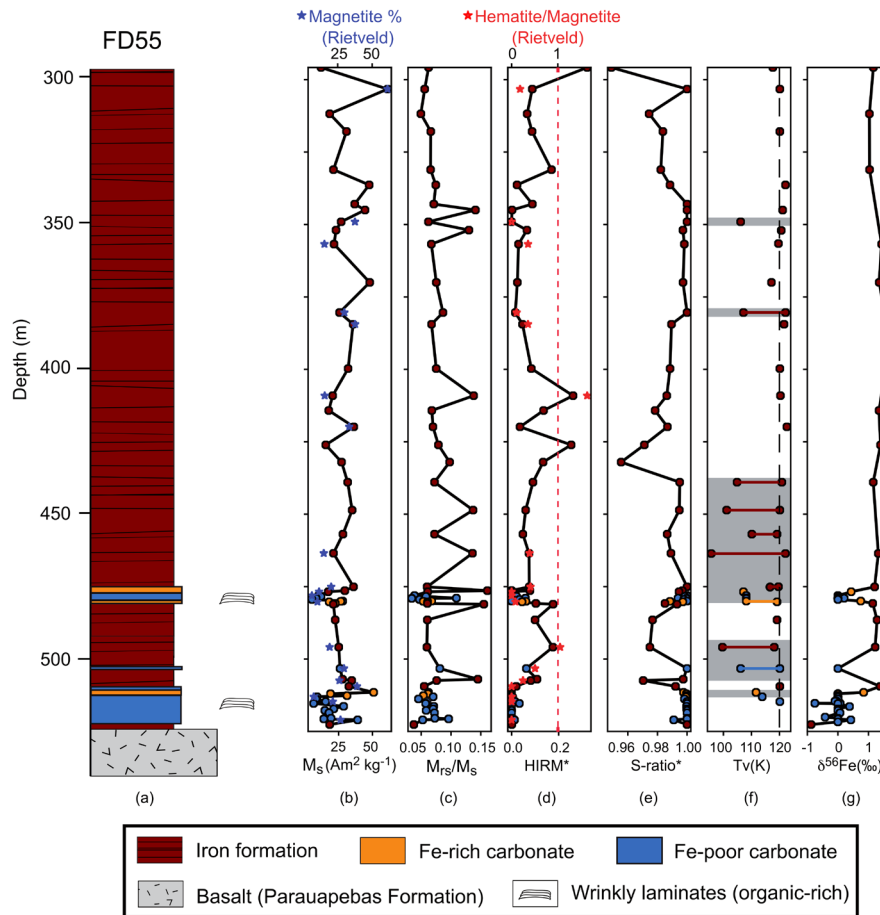 FD55
★ Magnetite %
(Rietveld)
25 50
★ Hematite/Magnetite
(Rietveld)
0 1
Depth (m)
300
350
400
450
500
25 50
Mₛ (Am² kg⁻¹)
0.05 0.10 0.15
Mᵣₛ/Mₛ
0.0 0.2
HIRM*
0.96 0.98 1.00
S-ratio*
100 110 120
Tv(K)
-1 0 1
δ⁵⁶Fe(‰)
(a) (b) (c) (d) (e) (f) (g)
Iron formation Fe-rich carbonate Fe-poor carbonate
Basalt (Parauapebas Formation) Wrinkly laminates (organic-rich)